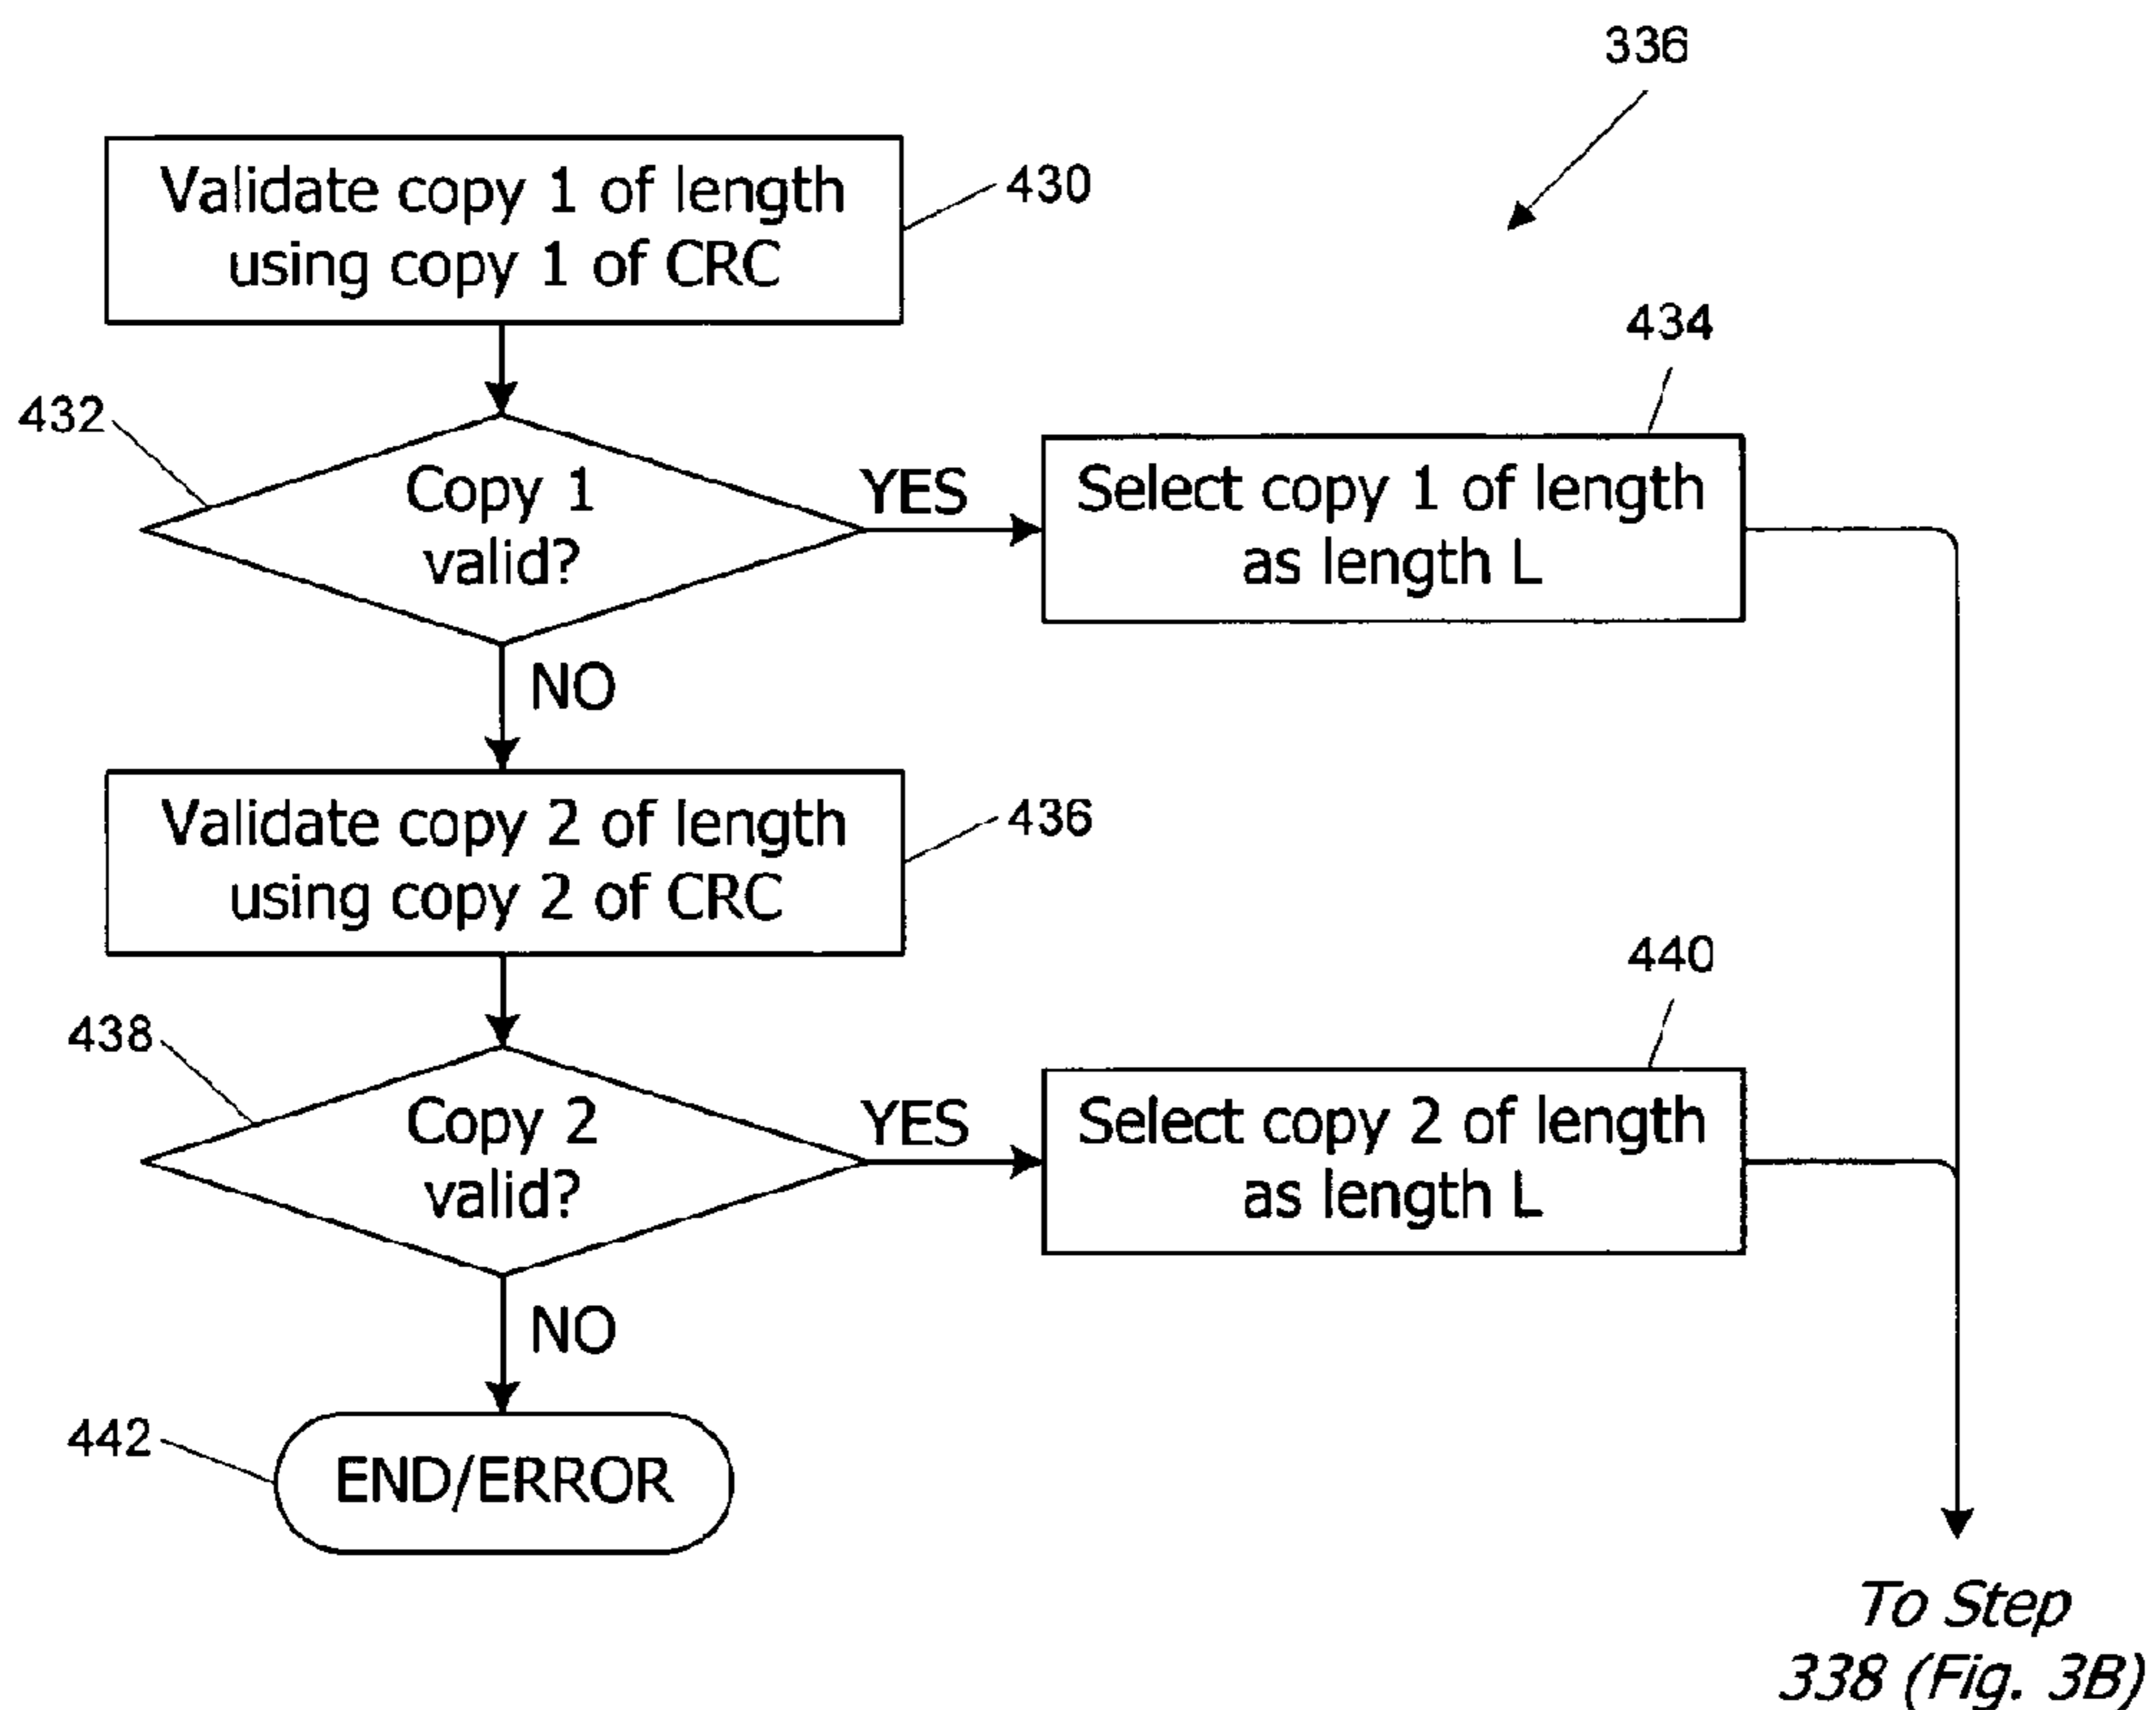 336
Validate copy 1 of length
using copy 1 of CRC
430
434
432
Copy 1
valid?
YES
Select copy 1 of length
as length L
NO
Validate copy 2 of length
using copy 2 of CRC
436
440
438
Copy 2
valid?
YES
Select copy 2 of length
as length L
NO
442
END/ERROR
To Step
338 (Fig. 3B)